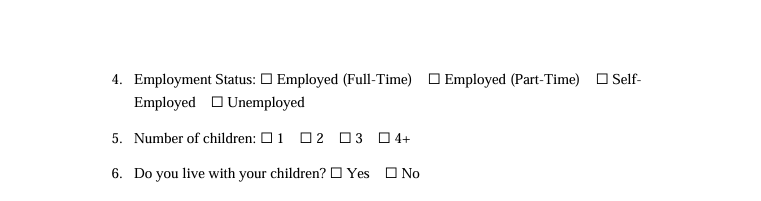 4. Employment Status: ☐ Employed (Full-Time) ☐ Employed (Part-Time) ☐ Self-
Employed ☐ Unemployed
5. Number of children: ☐ 1 ☐ 2 ☐ 3 ☐ 4+
6. Do you live with your children? ☐ Yes ☐ No